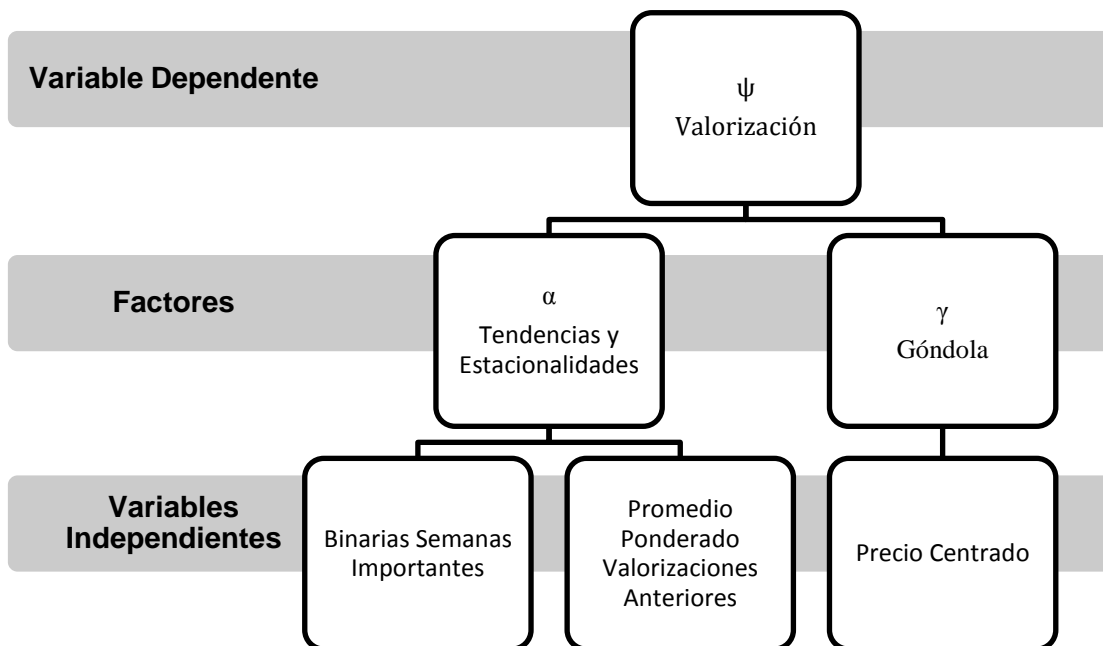 Variable Dependente
ψ
Valorización
Factores
α
Tendencias y
Estacionalidades
γ
Góndola
Variables
Independientes
Binarias Semanas
Importantes
Promedio
Ponderado
Valorizaciones
Anteriores
Precio Centrado